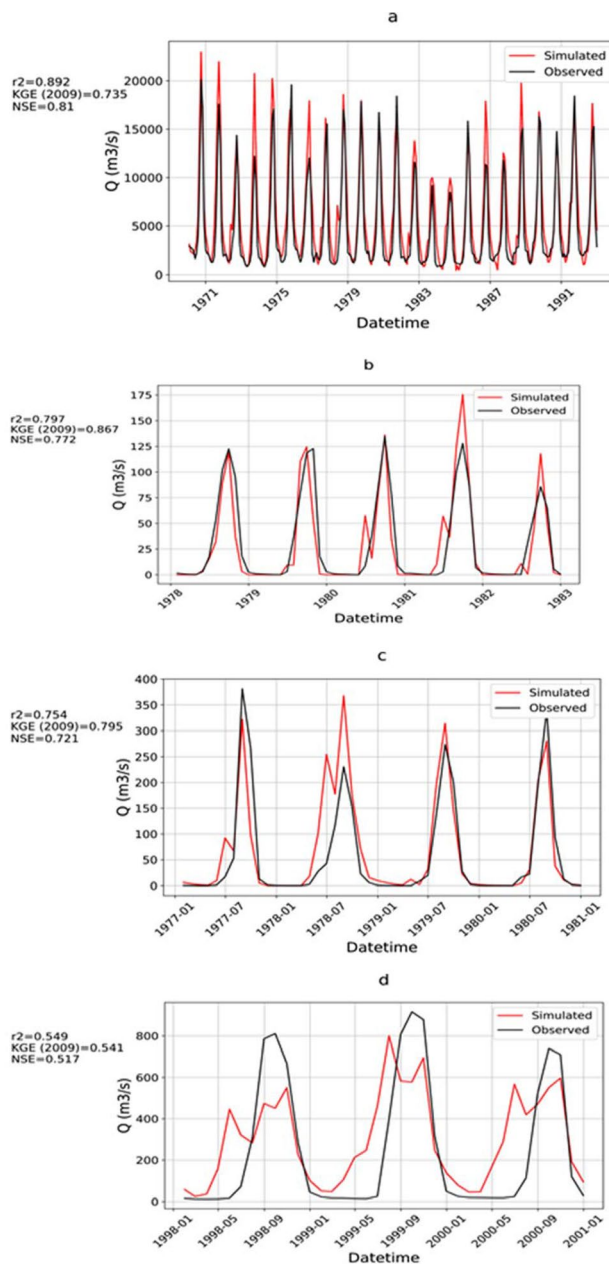 a
r2=0.892
KGE (2009)=0.735
NSE=0.81
Simulated
Observed
20000
15000
10000
5000
0
Q (m3/s)
1971
1975
1979
1983
1987
1991
Datetime
b
r2=0.797
KGE (2009)=0.867
NSE=0.772
Simulated
Observed
175
150
125
100
75
50
25
0
Q (m3/s)
1978
1979
1980
1981
1982
1983
Datetime
c
r2=0.754
KGE (2009)=0.795
NSE=0.721
Simulated
Observed
400
350
300
250
200
150
100
50
0
Q (m3/s)
1977-01
1977-07
1978-01
1978-07
1979-01
1979-07
1980-01
1980-07
1981-01
Datetime
d
r2=0.549
KGE (2009)=0.541
NSE=0.517
Simulated
Observed
800
600
400
200
0
Q (m3/s)
1998-01
1998-05
1998-09
1999-01
1999-05
1999-09
2000-01
2000-05
2000-09
2001-01
Datetime